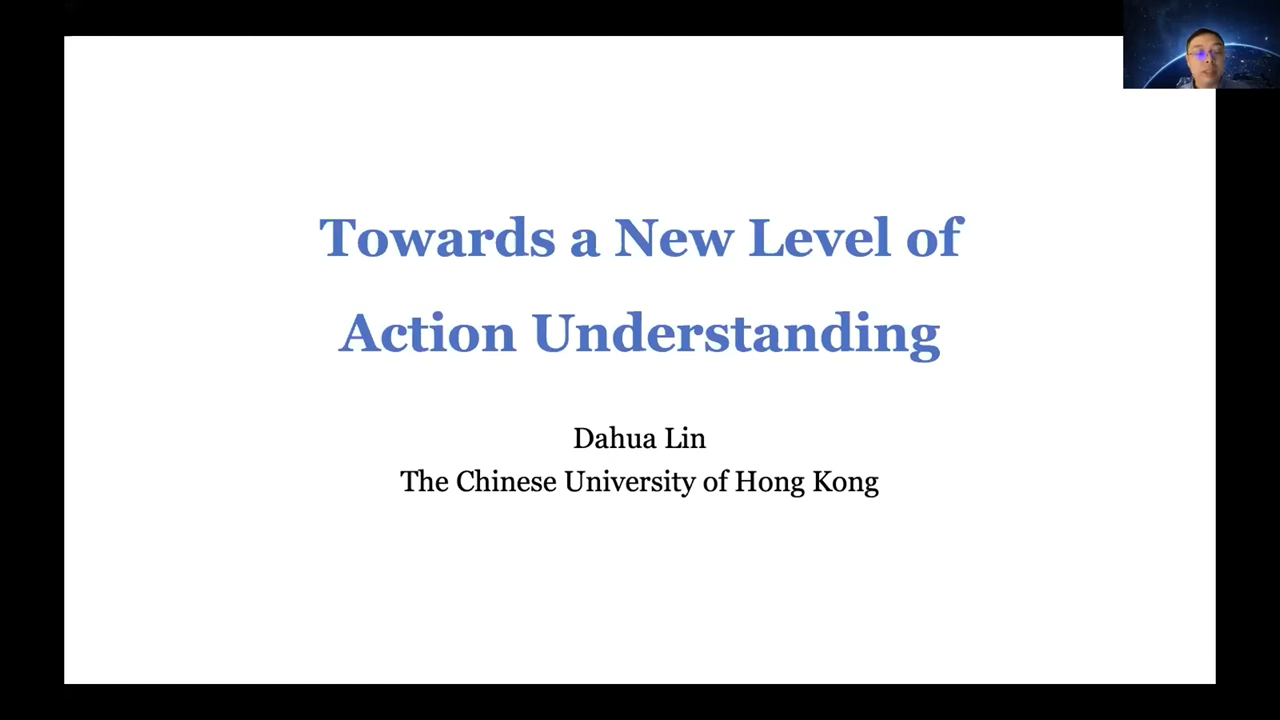 Towards a New Level of
Action Understanding
Dahua Lin
The Chinese University of Hong Kong